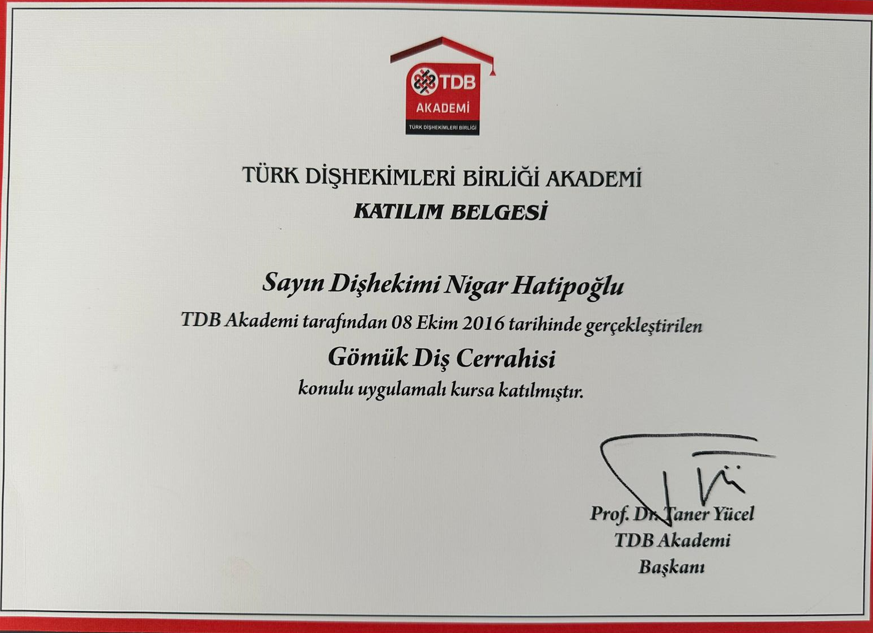 TDB
AKADEMİ
TÜRK DİŞHEKİMLERİ BİRLİĞİ
TÜRK DİŞHEKİMLERİ BİRLİĞİ AKADEMİ
KATILIM BELGESİ
Sayın Dişhekimi Nigar Hatipoğlu
TDB Akademi tarafından 08 Ekim 2016 tarihinde gerçekleştirilen
Gömük Diş Cerrahisi
konulu uygulamalı kursa katılmıştır.
Prof. Dr. Taner Yücel
TDB Akademi
Başkanı